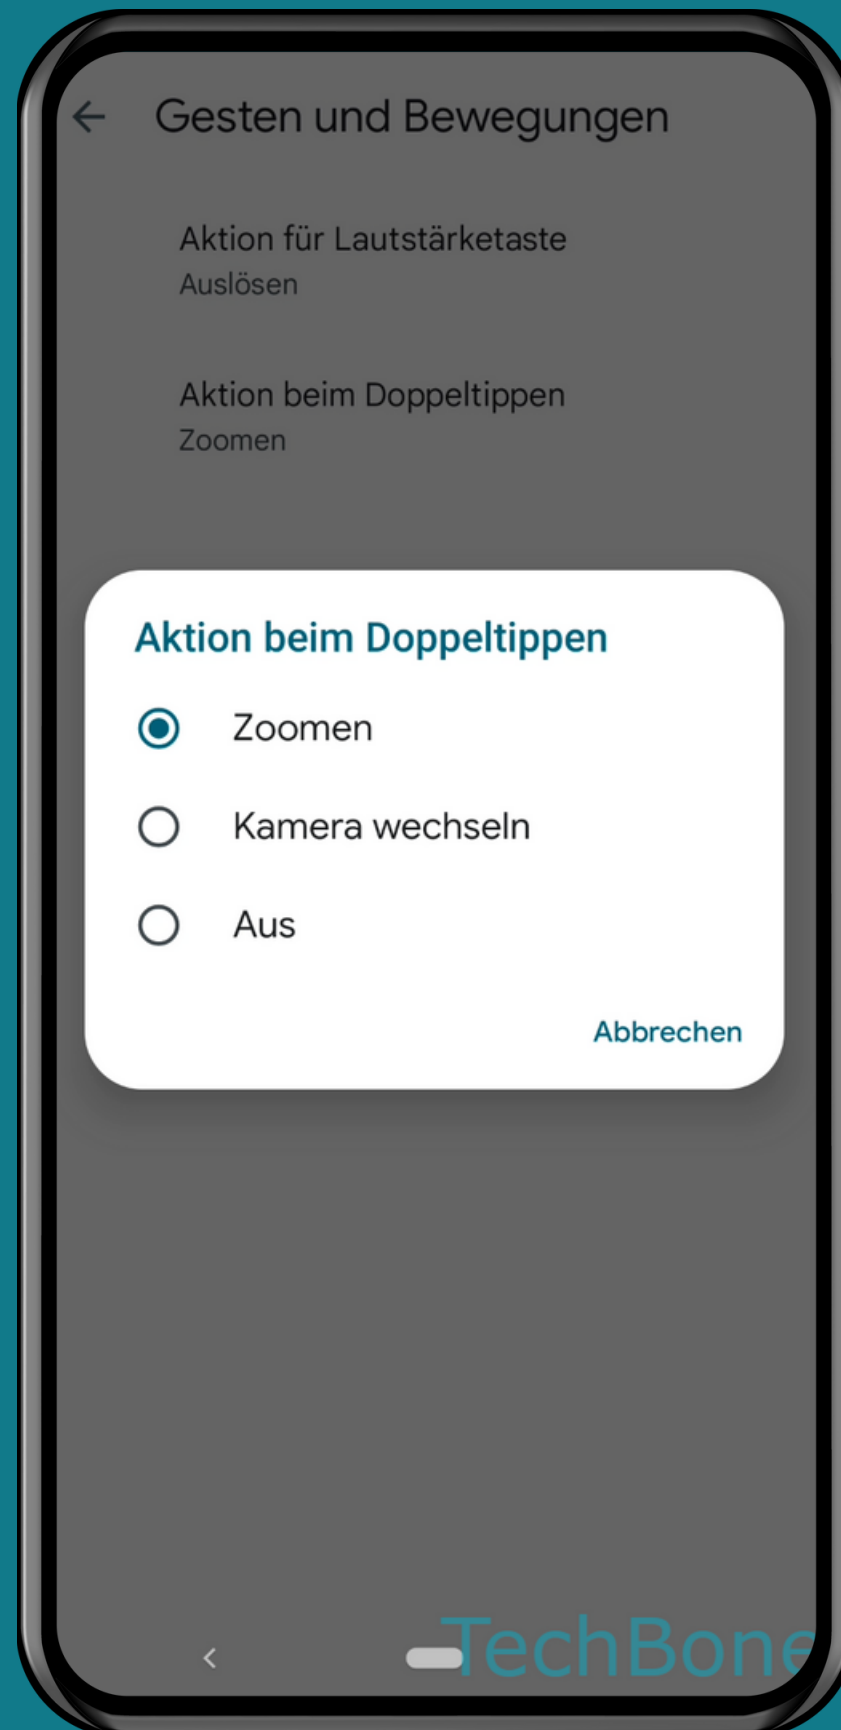 Gesten und Bewegungen
Aktion für Lautstärketaste
Auslösen
Aktion beim Doppeltippen
Zoomen
Aktion beim Doppeltippen
Zoomen
Kamera wechseln
Aus
Abbrechen
TechBone